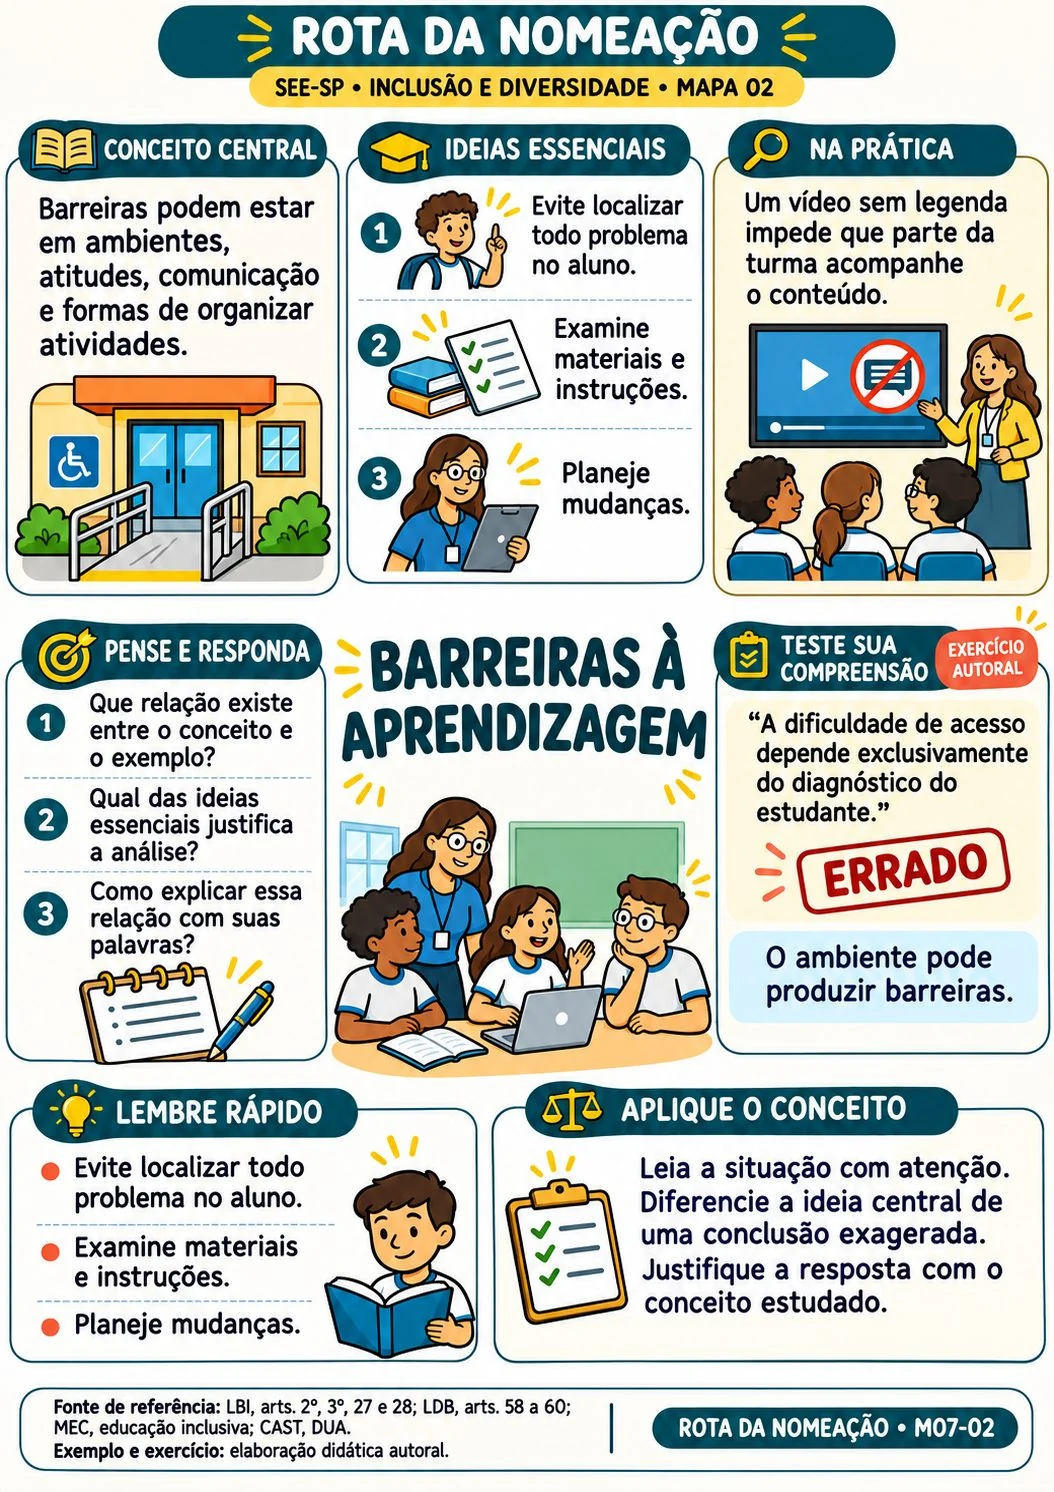 ROTA DA NOMEAÇÃO
SEE-SP • INCLUSÃO E DIVERSIDADE • MAPA 02
CONCEITO CENTRAL
Barreiras podem estar
em ambientes,
atitudes, comunicação
e formas de organizar
atividades.
IDEIAS ESSENCIAIS
1
Evite localizar
todo problema
no aluno.
2
Examine
materiais e
instruções.
3
Planeje
mudanças.
NA PRÁTICA
Um vídeo sem legenda
impede que parte da
turma acompanhe
o conteúdo.
PENSE E RESPONDA
1
Que relação existe
entre o conceito e
o exemplo?
2
Qual das ideias
essenciais justifica
a análise?
3
Como explicar essa
relação com suas
palavras?
BARREIRAS À
APRENDIZAGEM
TESTE SUA
COMPREENSÃO
EXERCÍCIO
AUTORAL
“A dificuldade de acesso
depende exclusivamente
do diagnóstico do
estudante.”
ERRADO
O ambiente pode
produzir barreiras.
LEMBRE RÁPIDO
Evite localizar todo
problema no aluno.
Examine materiais
e instruções.
Planeje mudanças.
APLIQUE O CONCEITO
Leia a situação com atenção.
Diferencie a ideia central de
uma conclusão exagerada.
Justifique a resposta com o
conceito estudado.
Fonte de referência: LBI, arts. 2º, 3º, 27 e 28; LDB, arts. 58 a 60;
MEC, educação inclusiva; CAST, DUA.
Exemplo e exercício: elaboração didática autoral.
ROTA DA NOMEAÇÃO • M07-02